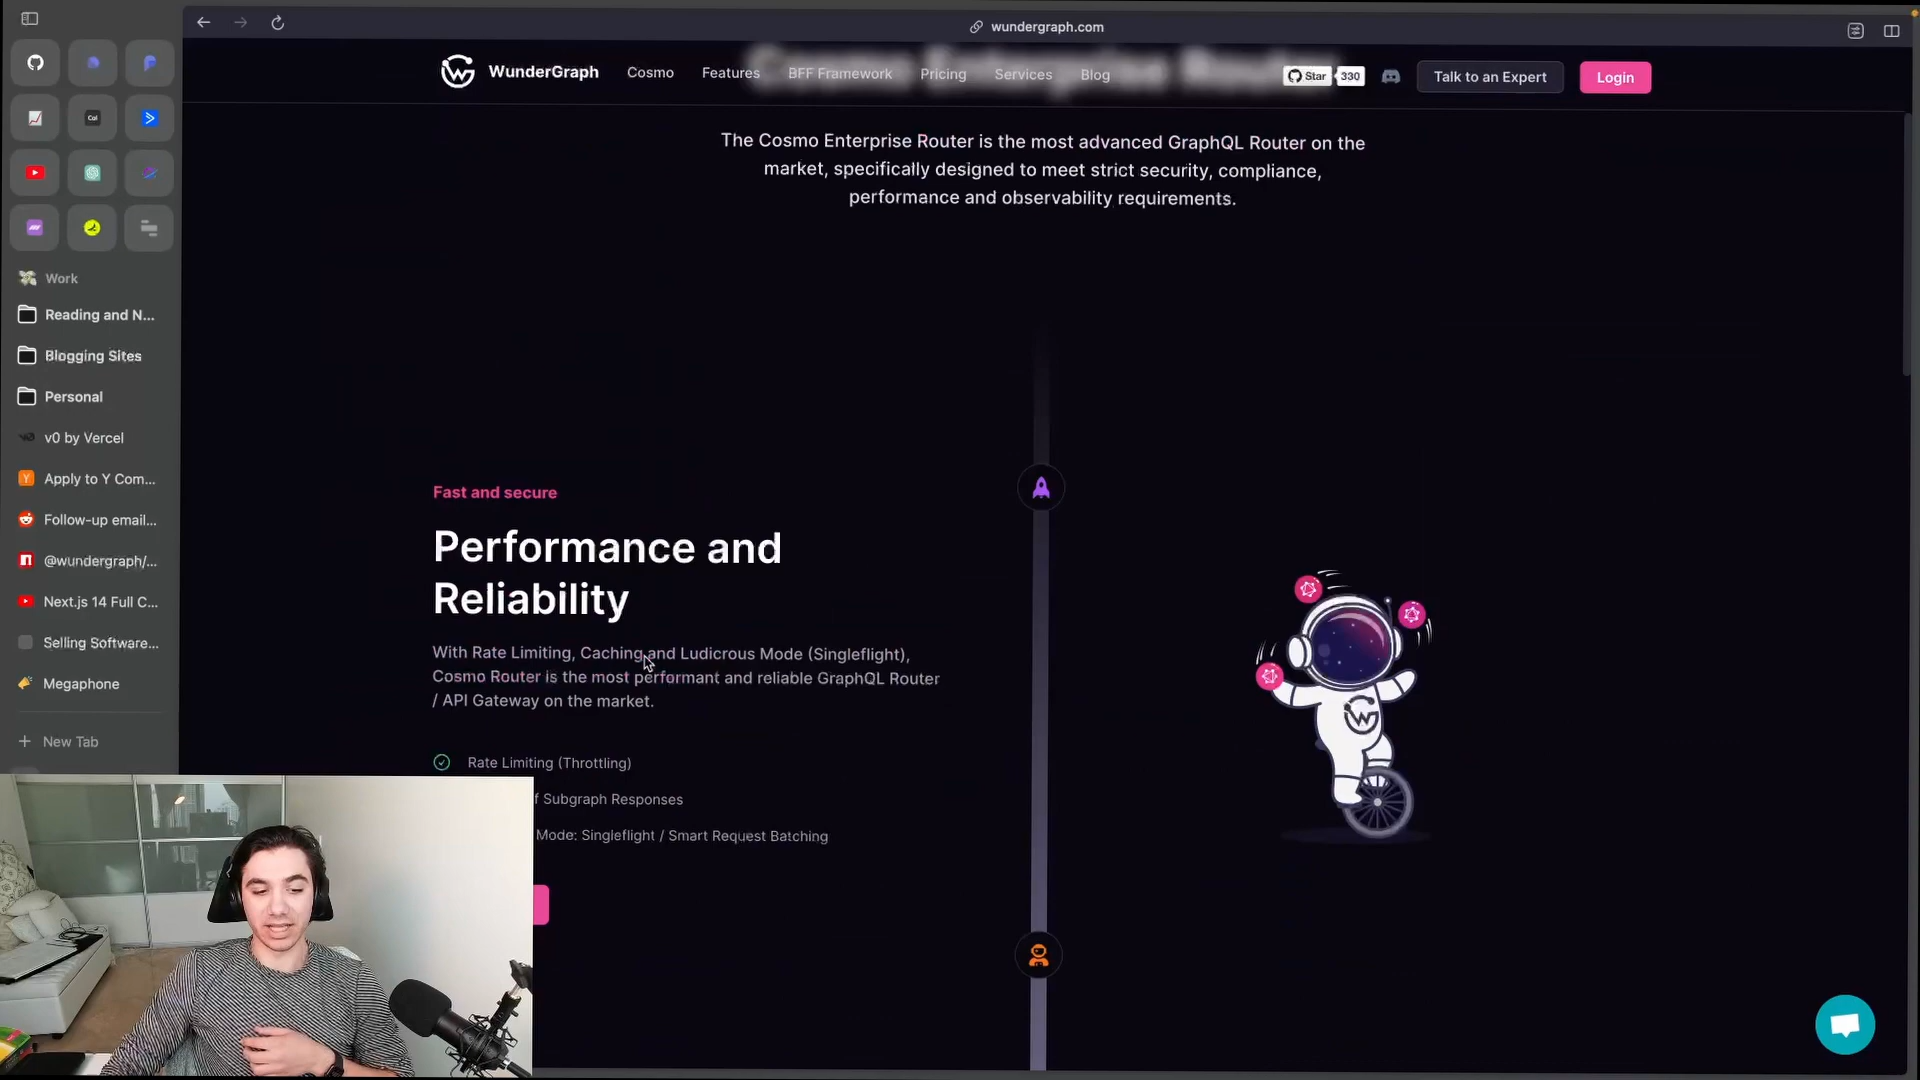 wundergraph.com
WunderGraph
Cosmo
Features
BFF Framework
Pricing
Services
Blog
Star
330
Talk to an Expert
Login
Cosmo Enterprise Router
The Cosmo Enterprise Router is the most advanced GraphQL Router on the
market, specifically designed to meet strict security, compliance,
performance and observability requirements.
Col
Work
Reading and N...
Blogging Sites
Personal
v0 by Vercel
Apply to Y Com...
Follow-up email...
@wundergraph/...
Next.js 14 Full C...
Selling Software...
Megaphone
+ New Tab
Fast and secure
Performance and
Reliability
With Rate Limiting, Caching and Ludicrous Mode (Singleflight),
Cosmo Router is the most performant and reliable GraphQL Router
/ API Gateway on the market.
Rate Limiting (Throttling)
f Subgraph Responses
Mode: Singleflight / Smart Request Batching